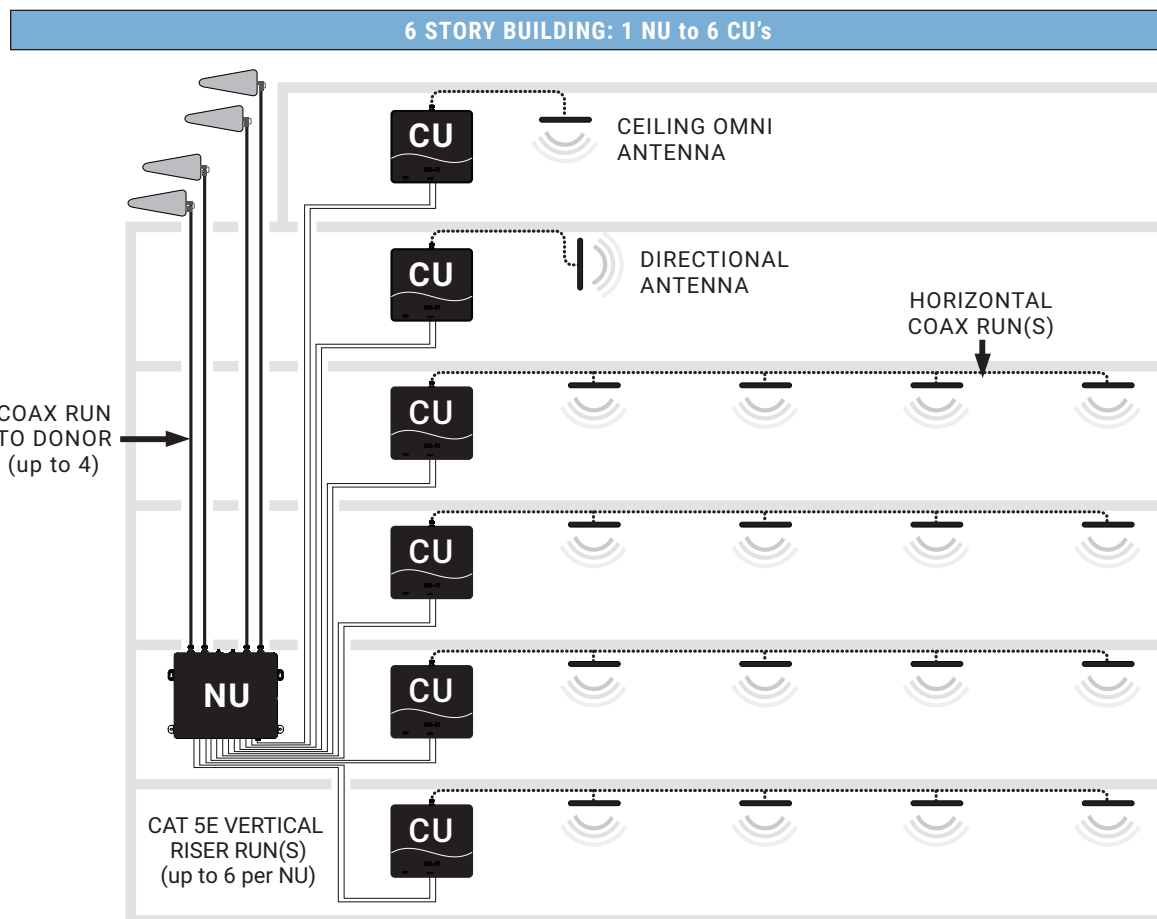 6 STORY BUILDING: 1 NU to 6 CU's
CU
CEILING OMNI
ANTENNA
CU
DIRECTIONAL
ANTENNA
HORIZONTAL
COAX RUN(S)
CU
COAX RUN
TO DONOR
(up to 4)
CU
NU
CU
CAT 5E VERTICAL
RISER RUN(S)
(up to 6 per NU)
CU